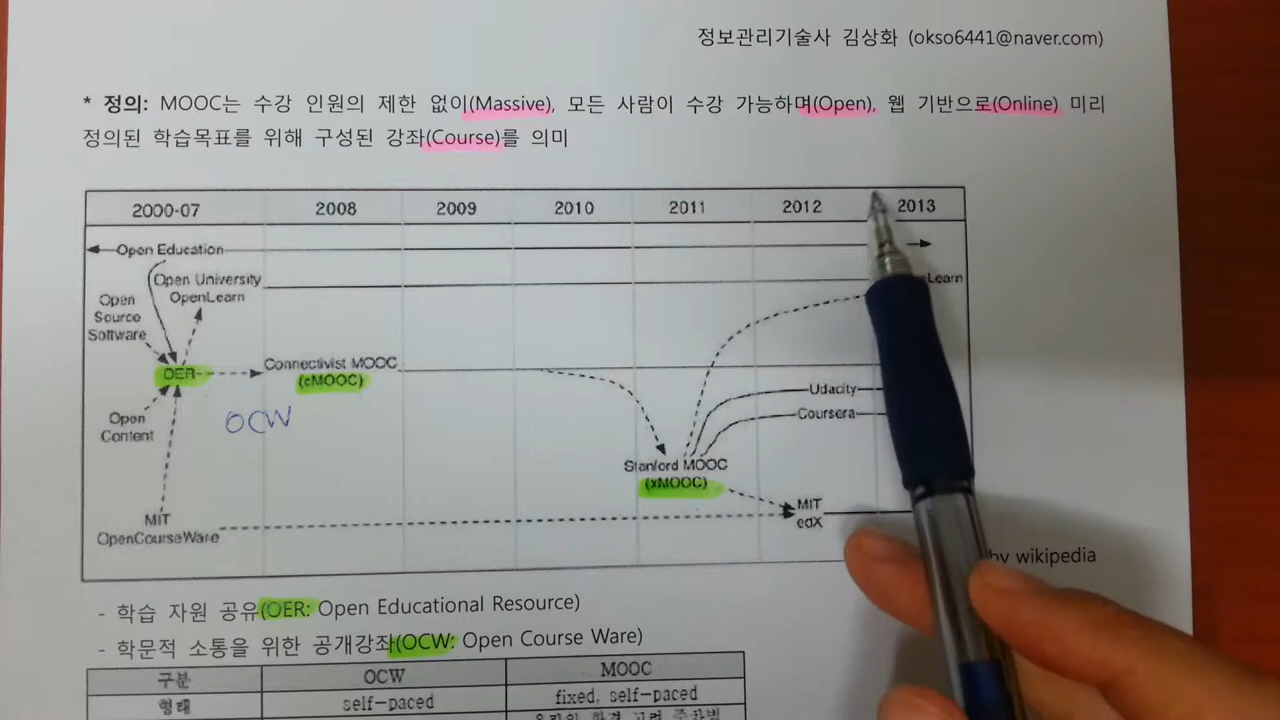 정보관리기술사 김상화 (okso6441@naver.com)
* 정의: MOOC는 수강 인원의 제한 없이(Massive), 모든 사람이 수강 가능하며(Open), 웹 기반으로(Online) 미리
정의된 학습목표를 위해 구성된 강좌(Course)를 의미
2000-07 2008 2009 2010 2011 2012 2013
Open Education
Open University
OpenLearn
Learn
Open
Source
Software
OER
Connectivist MOOC
(cMOOC)
Udacity
Coursera
Open
Content
OCW
Stanford MOOC
(xMOOC)
MIT
edX
MIT
OpenCourseWare
by wikipedia
- 학습 자원 공유(OER: Open Educational Resource)
- 학문적 소통을 위한 공개강좌(OCW: Open Course Ware)
구분 OCW MOOC
형태 self-paced fixed, self-paced